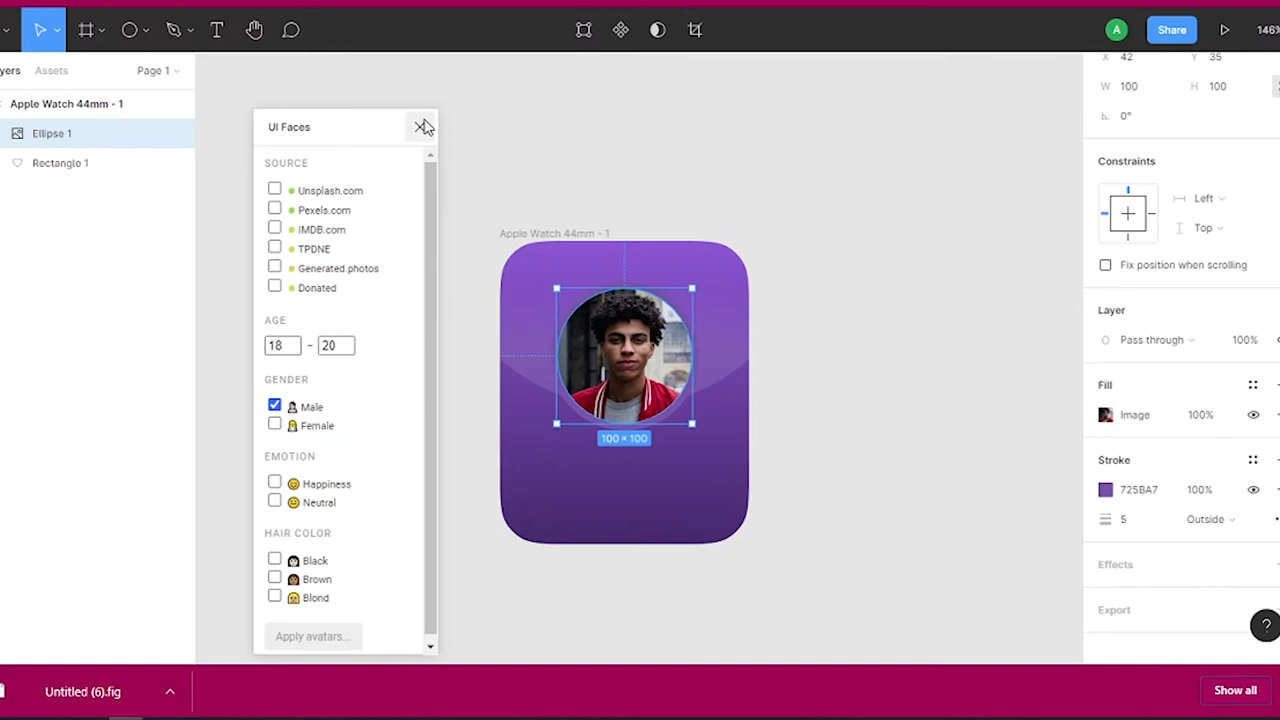 A
Share
146%
yers
Assets
Page 1
Apple Watch 44mm - 1
Ellipse 1
Rectangle 1
UI Faces
SOURCE
Unsplash.com
Pexels.com
IMDB.com
TPDNE
Generated.photos
Donated
AGE
18 - 20
GENDER
Male
Female
EMOTION
Happiness
Neutral
HAIR COLOR
Black
Brown
Blond
Apply avatars...
Apple Watch 44mm - 1
100 × 100
X 42 Y 35
W 100 H 100
0°
Constraints
Left
Top
Fix position when scrolling
Layer
Pass through 100%
Fill
Image 100%
Stroke
725BA7 100%
5 Outside
Effects
Export
?
Untitled (6).fig
Show all